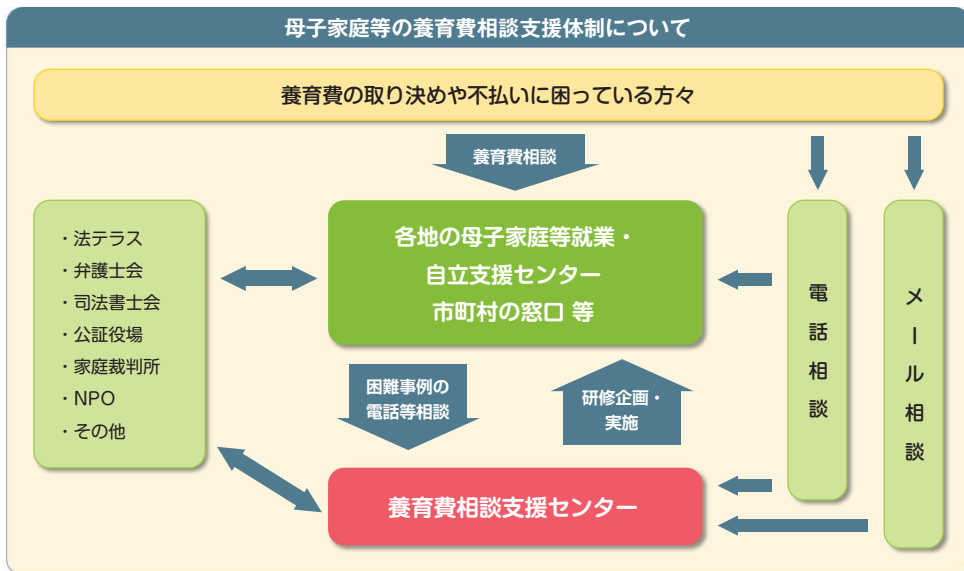 母子家庭等の養育費相談支援体制について
養育費の取り決めや不払いに困っている方々
養育費相談
・法テラス
・弁護士会
・司法書士会
・公証役場
・家庭裁判所
・NPO
・その他
各地の母子家庭等就業・
自立支援センター
市町村の窓口 等
電話相談
メール相談
困難事例の
電話等相談
研修企画・
実施
養育費相談支援センター